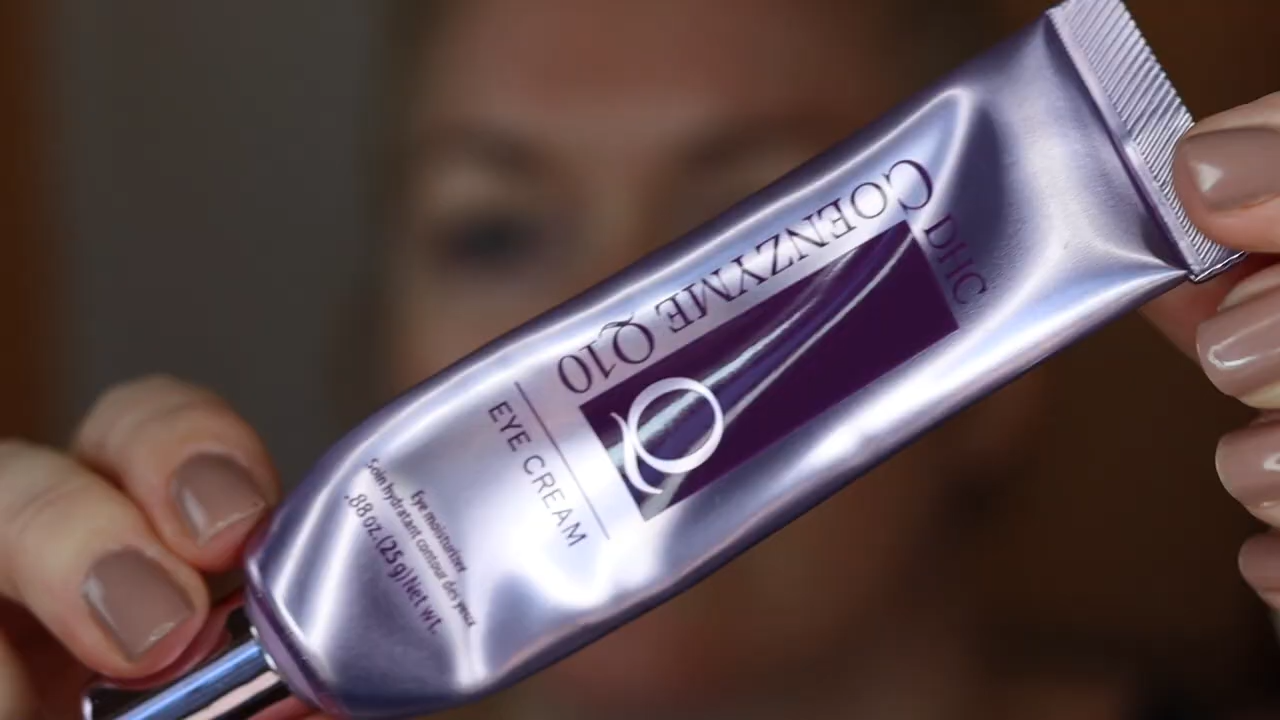 DHC
COENZYME Q10
Q
EYE CREAM
Eye moisturizer
Soin hydratant contour des yeux
.88 oz. (25 g) Net wt.